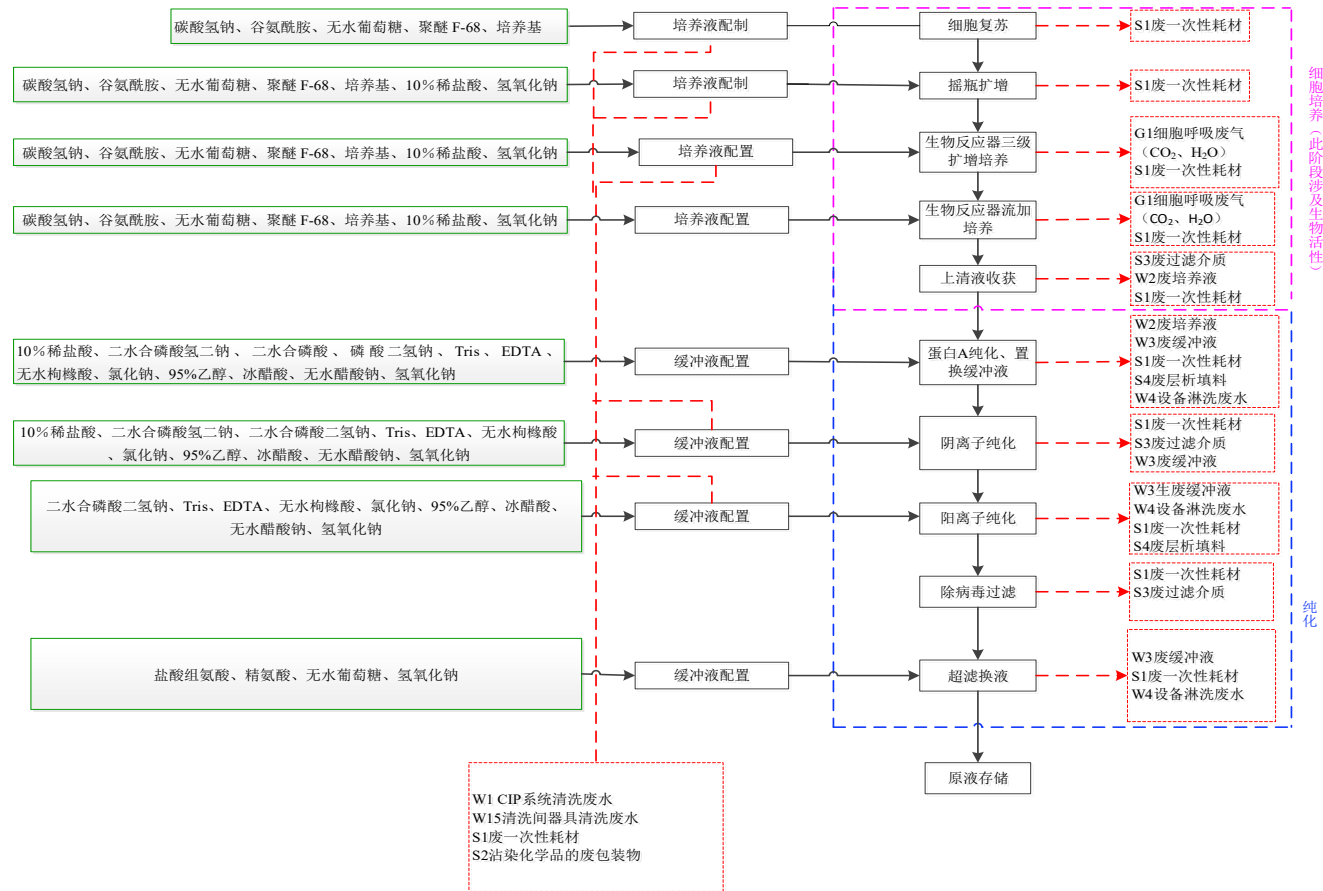 碳酸氢钠、谷氨酰胺、无水葡萄糖、聚醚 F-68、培养基
培养液配制
细胞复苏
S1废一次性耗材
碳酸氢钠、谷氨酰胺、无水葡萄糖、聚醚 F-68、培养基、10%稀盐酸、氢氧化钠
培养液配制
摇瓶扩增
S1废一次性耗材
碳酸氢钠、谷氨酰胺、无水葡萄糖、聚醚 F-68、培养基、10%稀盐酸、氢氧化钠
培养液配置
生物反应器三级
扩增培养
G1细胞呼吸废气
（CO₂、H₂O）
S1废一次性耗材
碳酸氢钠、谷氨酰胺、无水葡萄糖、聚醚 F-68、培养基、10%稀盐酸、氢氧化钠
培养液配置
生物反应器流加
培养
G1细胞呼吸废气
（CO₂、H₂O）
S1废一次性耗材
上清液收获
S3废过滤介质
W2废培养液
S1废一次性耗材
细胞培养（此阶段涉及生物活性）
10%稀盐酸、二水合磷酸氢二钠、二水合磷酸、磷酸二氢钠、Tris、EDTA、
无水枸橼酸、氯化钠、95%乙醇、冰醋酸、无水醋酸钠、氢氧化钠
缓冲液配置
蛋白A纯化、置
换缓冲液
W2废培养液
W3废缓冲液
S1废一次性耗材
S4废层析填料
W4设备淋洗废水
10%稀盐酸、二水合磷酸氢二钠、二水合磷酸二氢钠、Tris、EDTA、无水枸橼酸
、氯化钠、95%乙醇、冰醋酸、无水醋酸钠、氢氧化钠
缓冲液配置
阴离子纯化
S1废一次性耗材
S3废过滤介质
W3废缓冲液
二水合磷酸二氢钠、Tris、EDTA、无水枸橼酸、氯化钠、95%乙醇、冰醋酸、
无水醋酸钠、氢氧化钠
缓冲液配置
阳离子纯化
W3生废缓冲液
W4设备淋洗废水
S1废一次性耗材
S4废层析填料
除病毒过滤
S1废一次性耗材
S3废过滤介质
纯化
盐酸组氨酸、精氨酸、无水葡萄糖、氢氧化钠
缓冲液配置
超滤换液
W3废缓冲液
S1废一次性耗材
W4设备淋洗废水
原液存储
W1 CIP系统清洗废水
W15清洗间器具清洗废水
S1废一次性耗材
S2沾染化学品的废包装物